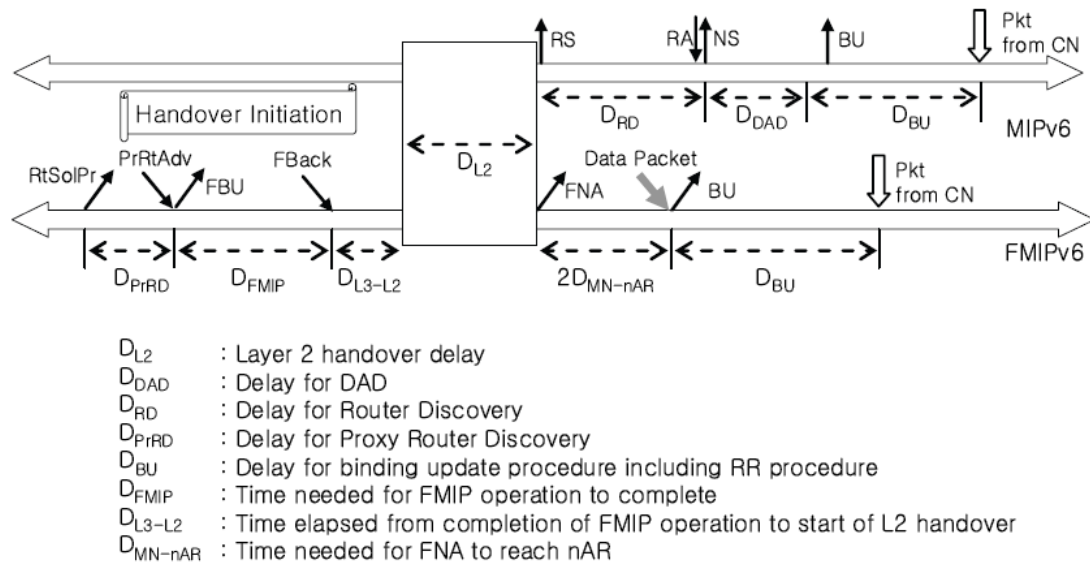 RS
RA
NS
BU
Pkt
from CN
Handover Initiation
D_RD
D_DAD
D_BU
MIPv6
D_L2
RtSolPr
PrRtAdv
FBU
FBack
FNA
Data Packet
BU
Pkt
from CN
FMIPv6
D_PrRD
D_FMIP
D_L3-L2
2D_MN-nAR
D_BU
D_L2 : Layer 2 handover delay
D_DAD : Delay for DAD
D_RD : Delay for Router Discovery
D_PrRD : Delay for Proxy Router Discovery
D_BU : Delay for binding update procedure including RR procedure
D_FMIP : Time needed for FMIP operation to complete
D_L3-L2 : Time elapsed from completion of FMIP operation to start of L2 handover
D_MN-nAR : Time needed for FNA to reach nAR